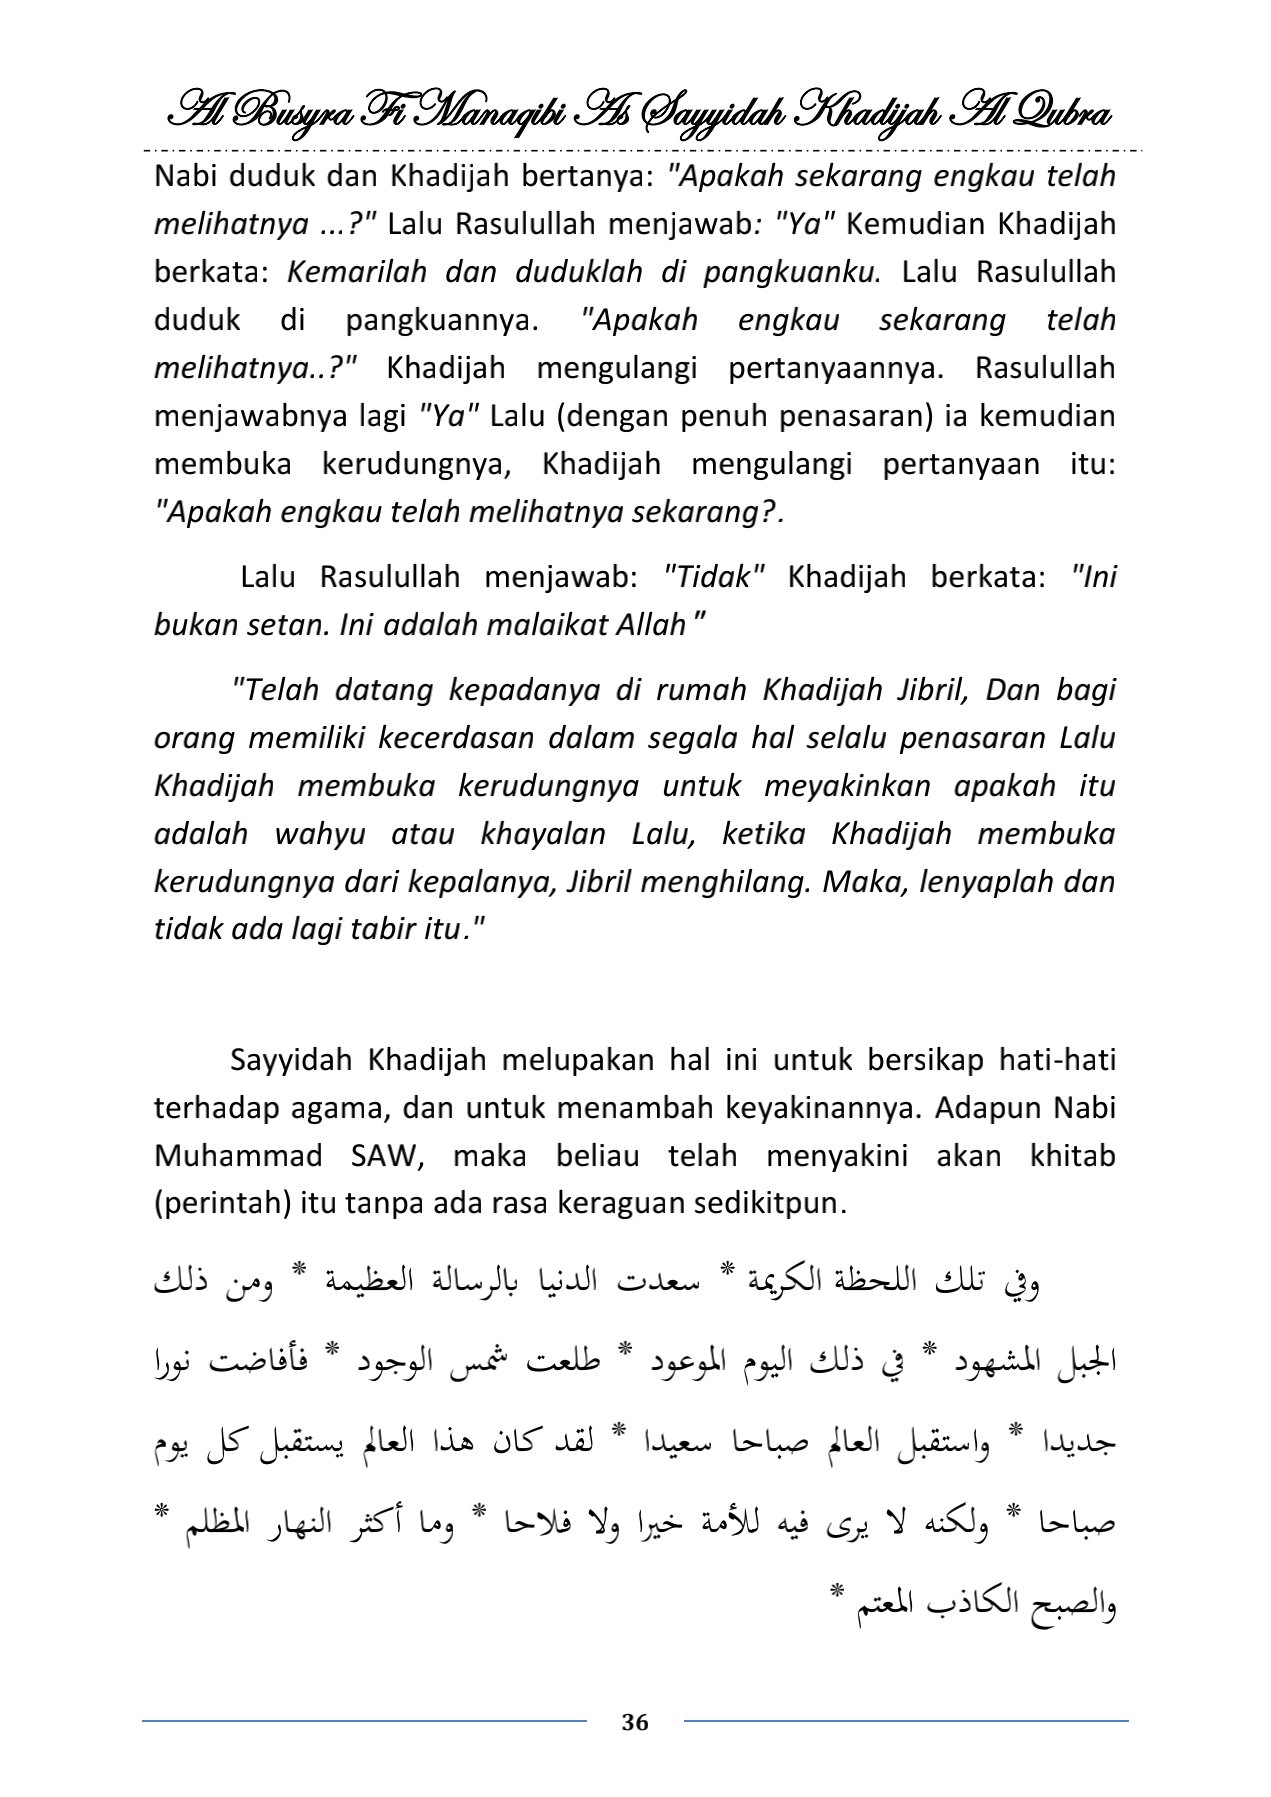 Al Busyra Fi Manaqibi As Sayyidah Khadijah Al Qubra
Nabi duduk dan Khadijah bertanya: "Apakah sekarang engkau telah
melihatnya ...?" Lalu Rasulullah menjawab: "Ya" Kemudian Khadijah
berkata: Kemarilah dan duduklah di pangkuanku. Lalu Rasulullah
duduk di pangkuannya. "Apakah engkau sekarang telah
melihatnya..?" Khadijah mengulangi pertanyaannya. Rasulullah
menjawabnya lagi "Ya" Lalu (dengan penuh penasaran) ia kemudian
membuka kerudungnya, Khadijah mengulangi pertanyaan itu:
"Apakah engkau telah melihatnya sekarang?.
Lalu Rasulullah menjawab: "Tidak" Khadijah berkata: "Ini
bukan setan. Ini adalah malaikat Allah"
"Telah datang kepadanya di rumah Khadijah Jibril, Dan bagi
orang memiliki kecerdasan dalam segala hal selalu penasaran Lalu
Khadijah membuka kerudungnya untuk meyakinkan apakah itu
adalah wahyu atau khayalan Lalu, ketika Khadijah membuka
kerudungnya dari kepalanya, Jibril menghilang. Maka, lenyaplah dan
tidak ada lagi tabir itu."
Sayyidah Khadijah melupakan hal ini untuk bersikap hati-hati
terhadap agama, dan untuk menambah keyakinannya. Adapun Nabi
Muhammad SAW, maka beliau telah menyakini akan khitab
(perintah) itu tanpa ada rasa keraguan sedikitpun.
وفي تلك اللحظة الكريمة * سعدت الدنيا بالرسالة العظيمة * ومن ذلك
الجبل المشهود * في ذلك اليوم الموعود * طلعت شمس الوجود * فأفاضت نورا
جديدا * واستقبل العالم صباحا سعيدا * لقد كان هذا العالم يستقبل كل يوم
صباحا * ولكنه لا يرى فيه للأمة خيرا ولا فلاحا * وما أكثر النهار المظلم *
والصبح الكاذب المعتم *
36